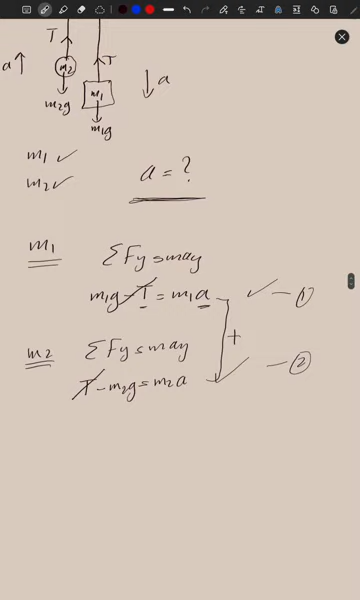 T
T
a
m2
a
m1
m2g
m1g
m1 ✓
a = ?
m2 ✓
m1
ΣFy = may
m1g - T = m1a ✓ - ①
+
m2
ΣFy = may
T - m2g = m2a ✓ - ②